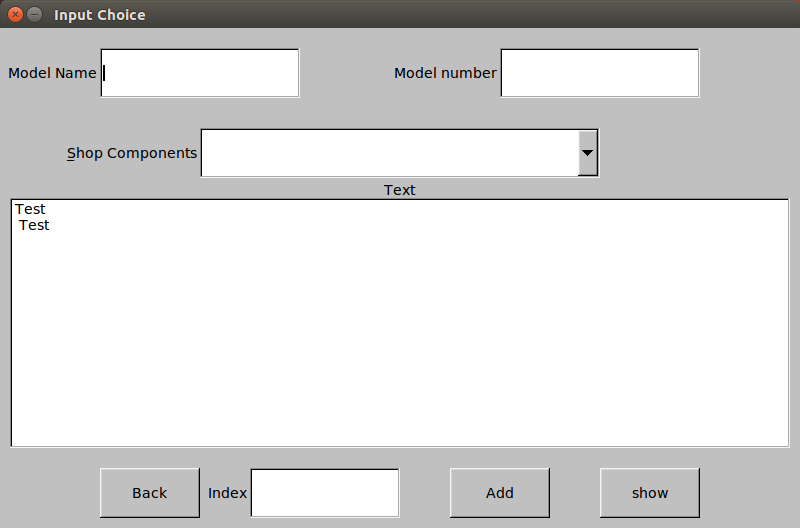 Input Choice
Model Name
Model number
Shop Components
Text
Test
Test
Back
Index
Add
show